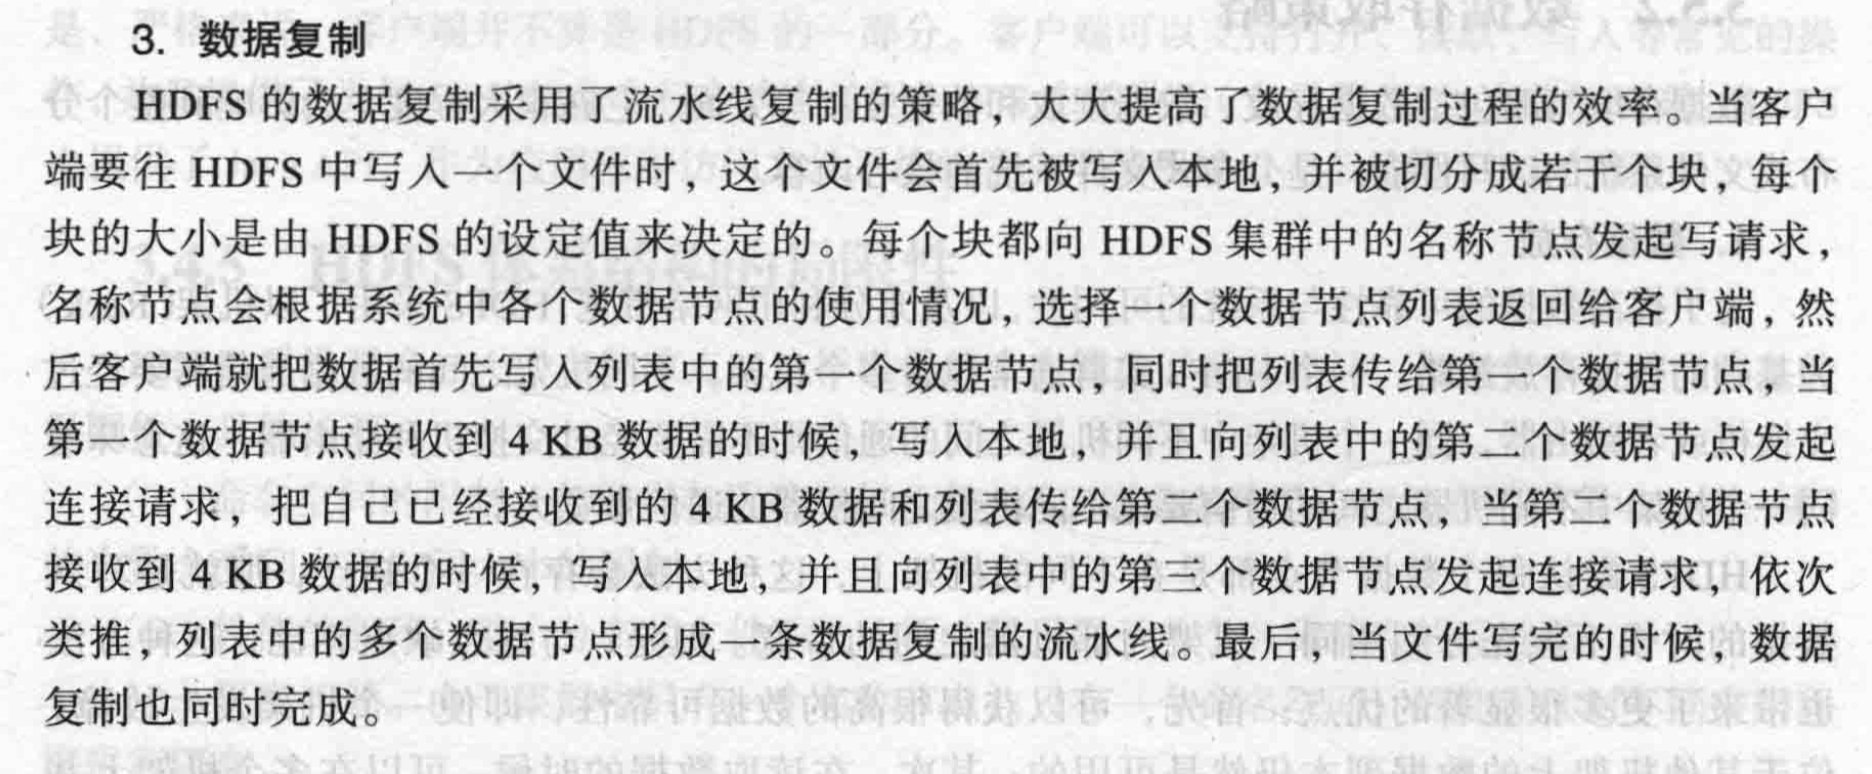 3. 数据复制
HDFS 的数据复制采用了流水线复制的策略，大大提高了数据复制过程的效率。当客户
端要往 HDFS 中写入一个文件时，这个文件会首先被写入本地，并被切分成若干个块，每个
块的大小是由 HDFS 的设定值来决定的。每个块都向 HDFS 集群中的名称节点发起写请求，
名称节点会根据系统中各个数据节点的使用情况，选择一个数据节点列表返回给客户端，然
后客户端就把数据首先写入列表中的第一个数据节点，同时把列表传给第一个数据节点，当
第一个数据节点接收到 4 KB 数据的时候，写入本地，并且向列表中的第二个数据节点发起
连接请求，把自己已经接收到的 4 KB 数据和列表传给第二个数据节点，当第二个数据节点
接收到 4 KB 数据的时候，写入本地，并且向列表中的第三个数据节点发起连接请求，依次
类推，列表中的多个数据节点形成一条数据复制的流水线。最后，当文件写完的时候，数据
复制也同时完成。